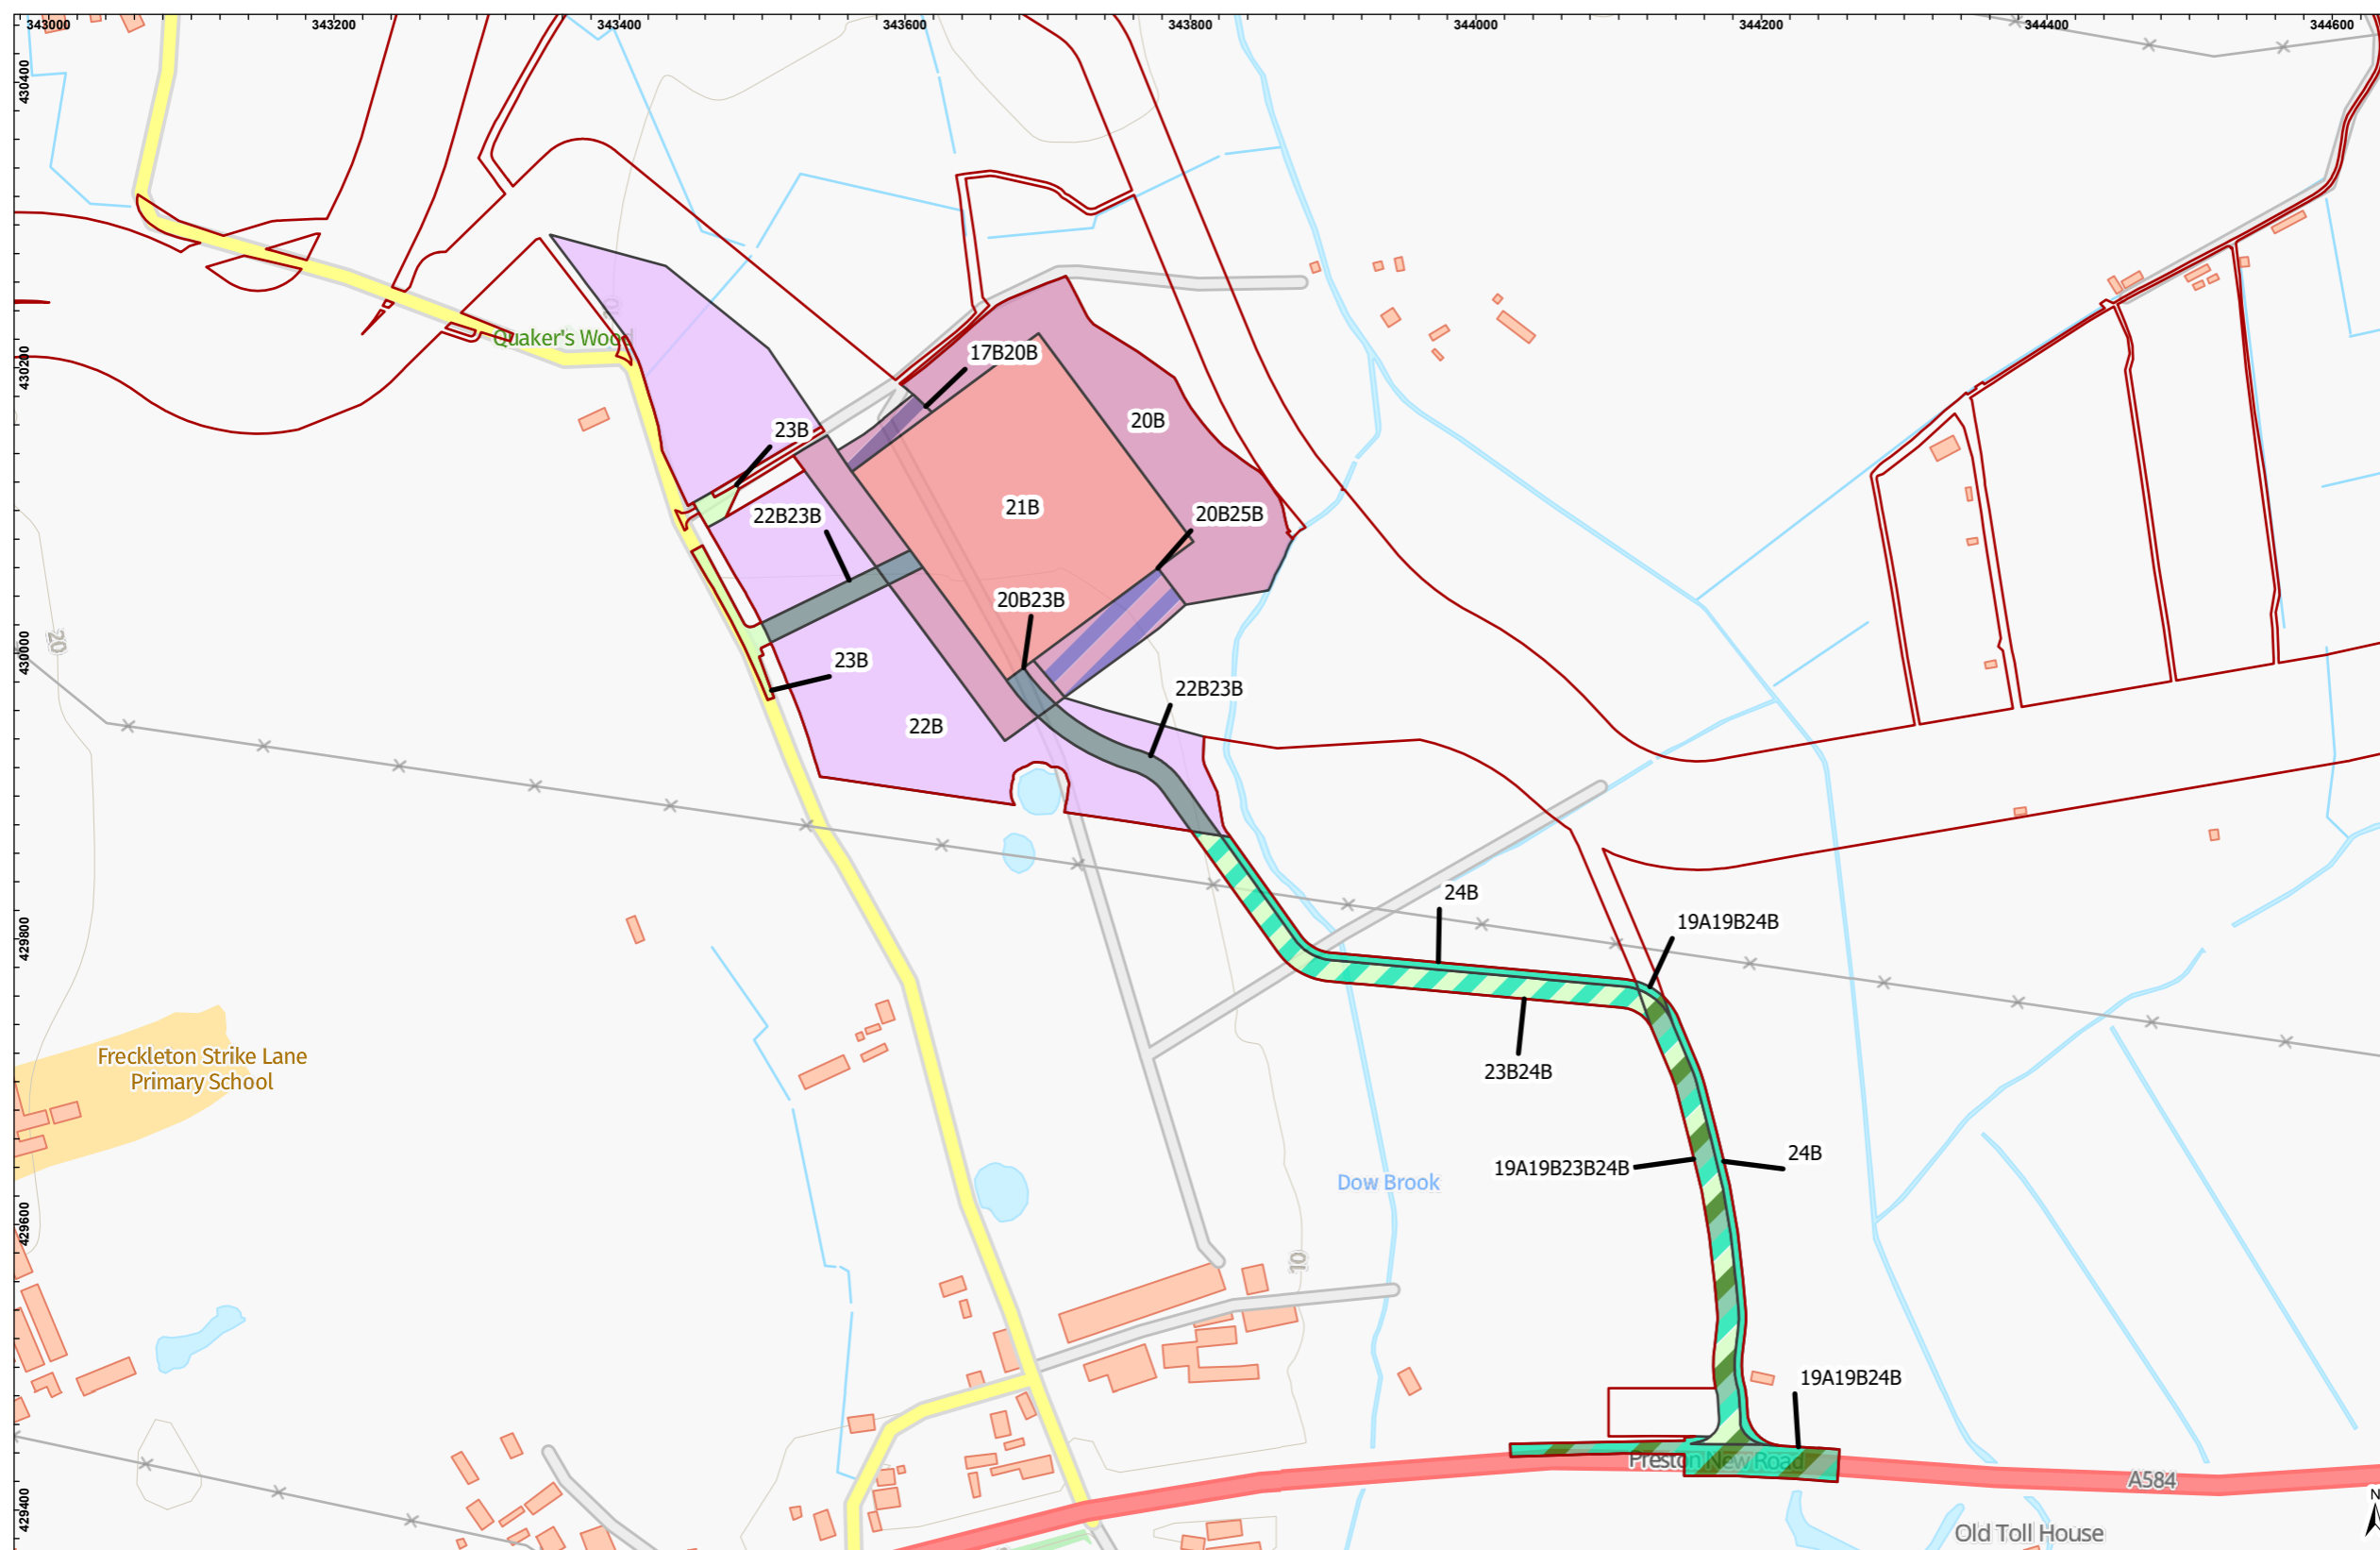 343000
343200
343400
343600
343800
344000
344200
344400
344600
430400
430200
430000
429800
429600
429400
10
Quaker's Wood
17B20B
23B
20B
22B23B
21B
20B25B
20B23B
20
23B
22B23B
22B
24B
19A19B24B
23B24B
Freckleton Strike Lane
Primary School
19A19B23B24B
24B
Dow Brook
10
19A19B24B
Preston New Road
A584
N
Old Toll House